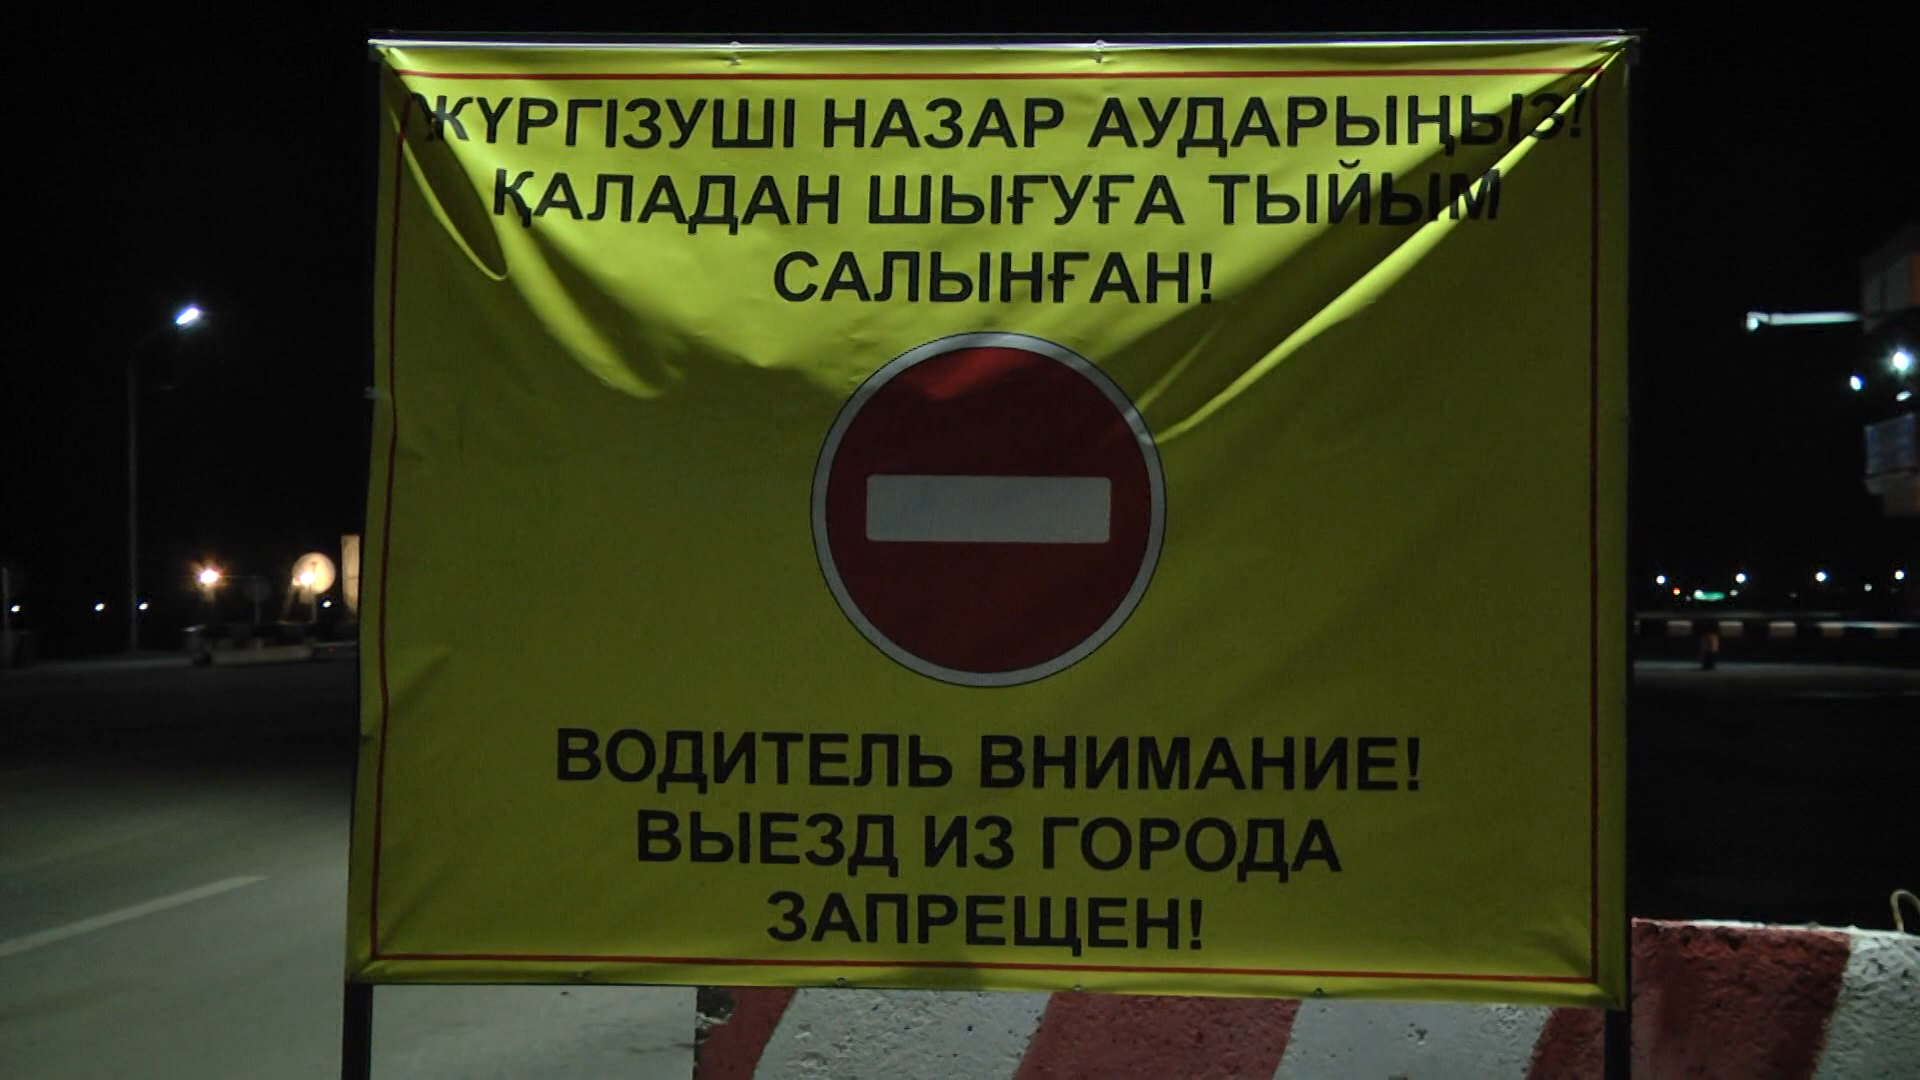 ЖҮРГІЗУШІ НАЗАР АУДАРЫҢЫЗ!
ҚАЛАДАН ШЫҒУҒА ТЫЙЫМ
САЛЫНҒАН!
ВОДИТЕЛЬ ВНИМАНИЕ!
ВЫЕЗД ИЗ ГОРОДА
ЗАПРЕЩЕН!